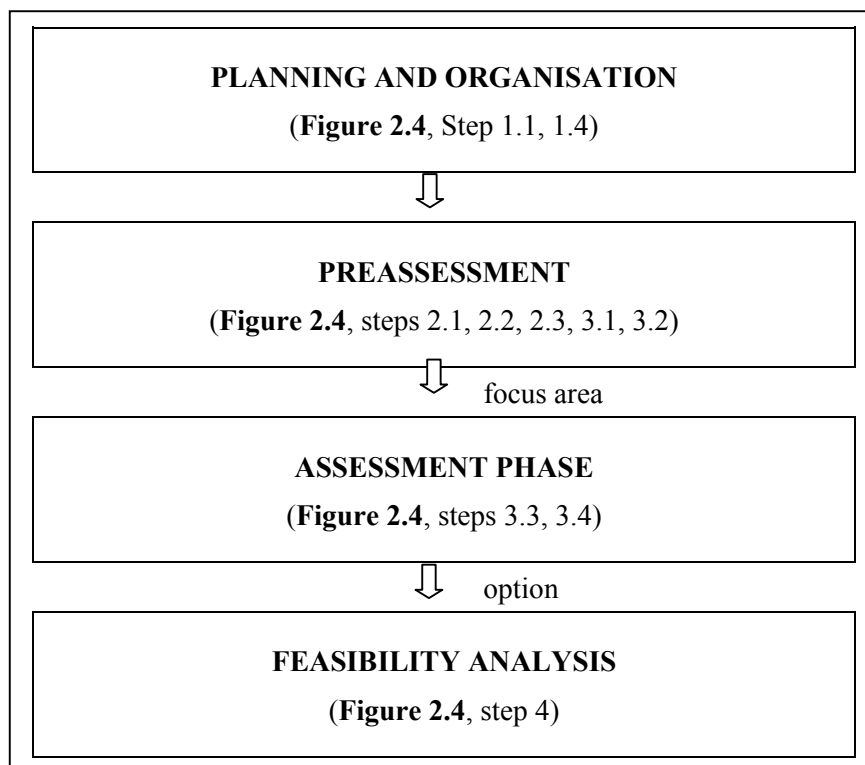 PLANNING AND ORGANISATION
(Figure 2.4, Step 1.1, 1.4)
PREASSESSMENT
(Figure 2.4, steps 2.1, 2.2, 2.3, 3.1, 3.2)
focus area
ASSESSMENT PHASE
(Figure 2.4, steps 3.3, 3.4)
option
FEASIBILITY ANALYSIS
(Figure 2.4, step 4)